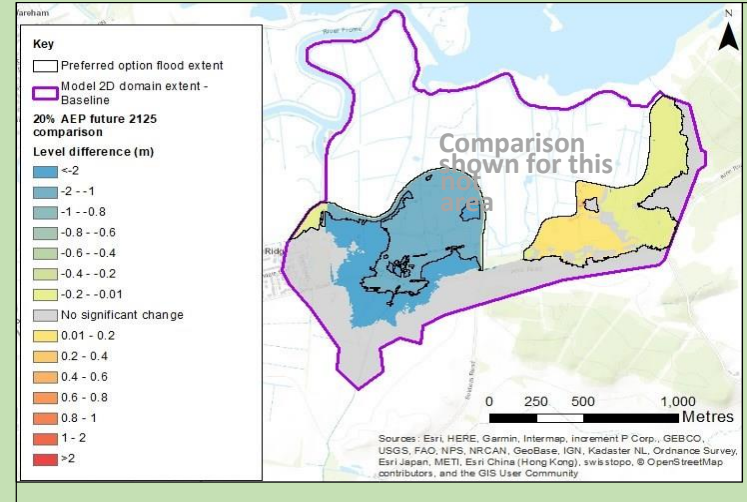 Wareham
River Frome
N
Key
Preferred option flood extent
Model 2D domain extent -
Baseline
20% AEP future 2125
comparison
Level difference (m)
<-2
-2 - -1
-1 - -0.8
-0.8 - -0.6
-0.6 - -0.4
-0.4 - -0.2
-0.2 - -0.01
No significant change
0.01 - 0.2
0.2 - 0.4
0.4 - 0.6
0.6 - 0.8
0.8 - 1
1 - 2
>2
Comparison
shown for this
not
area
Ridge
0 250 500 1,000
Metres
Sources: Esri, HERE, Garmin, Intermap, increment P Corp., GEBCO,
USGS, FAO, NPS, NRCAN, GeoBase, IGN, Kadaster NL, Ordnance Survey,
Esri Japan, METI, Esri China (Hong Kong), swisstopo, © OpenStreetMap
contributors, and the GIS User Community